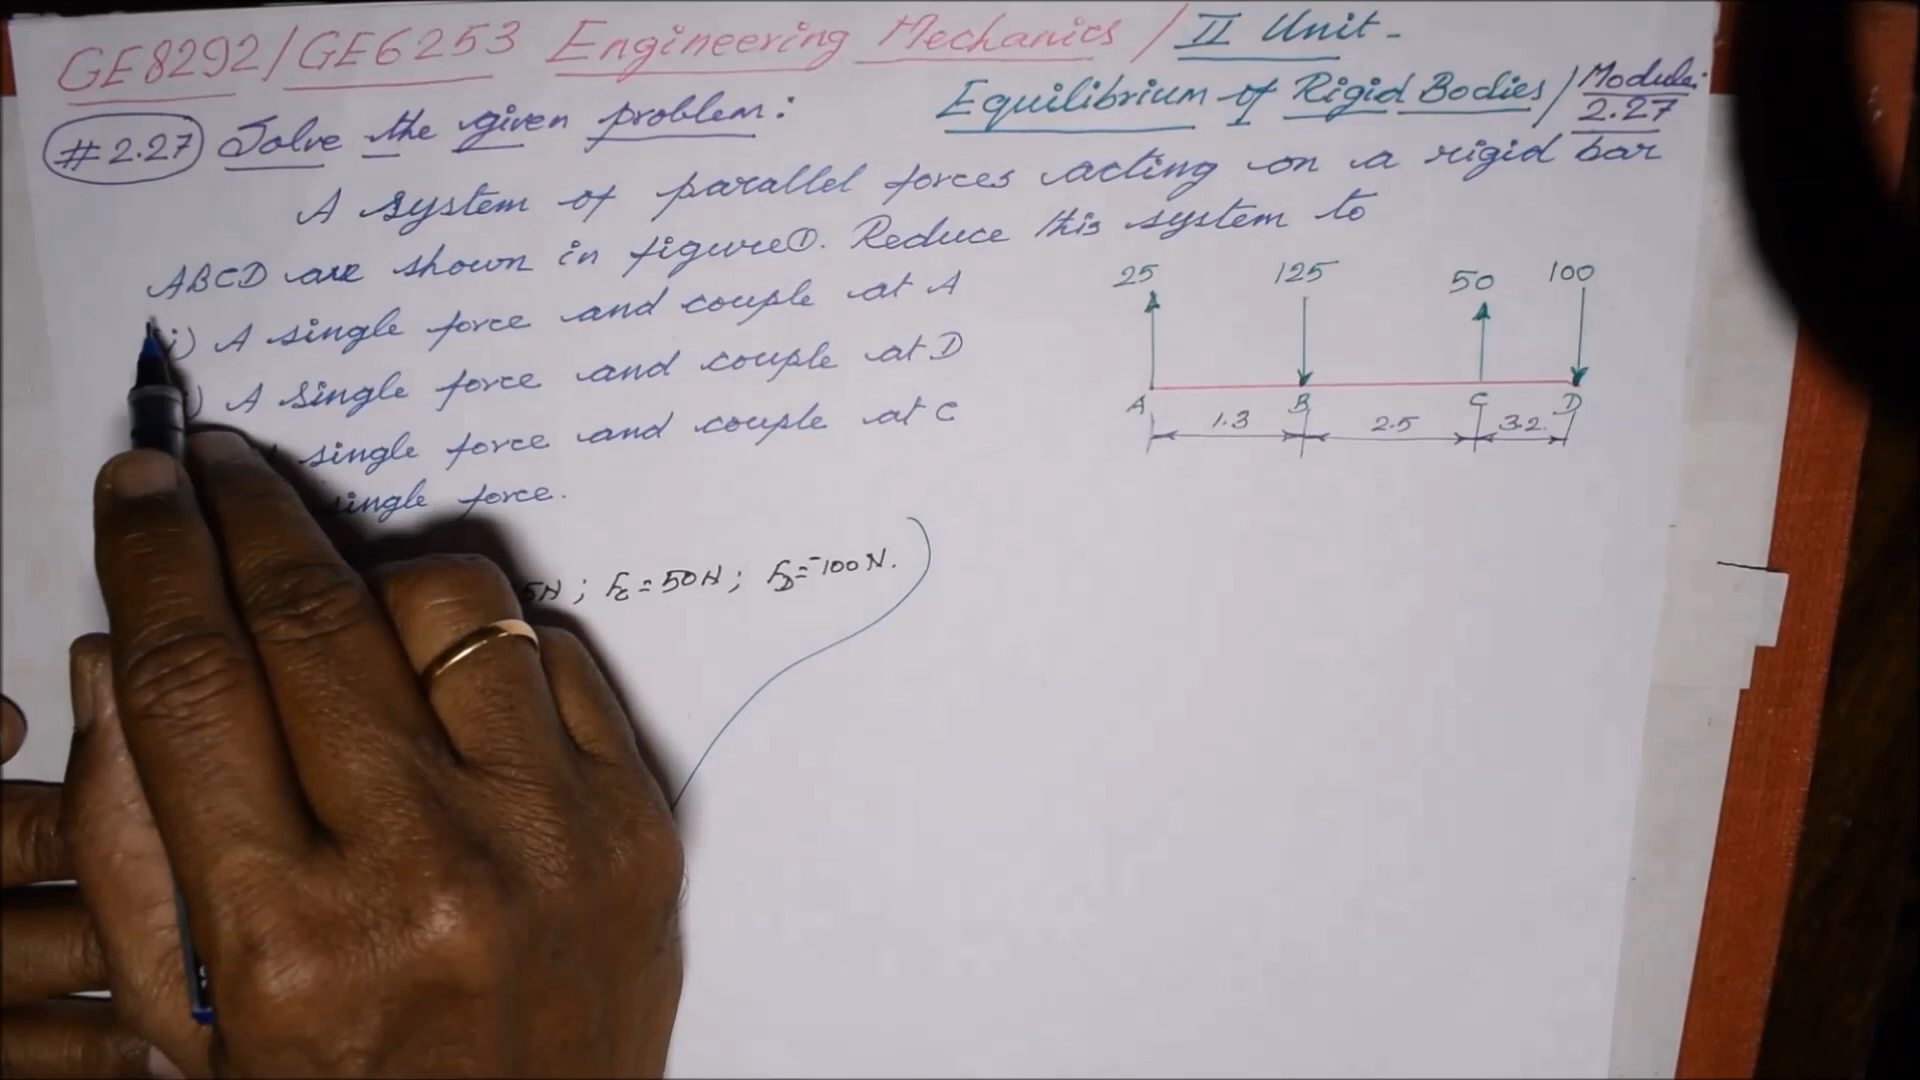 GE8292/GE6253 Engineering Mechanics/II Unit-
Equilibrium of Rigid Bodies/Module:
2.27
#2.27 Solve the given problem:
A system of parallel forces acting on a rigid bar
ABCD are shown in figure①. Reduce this system to
i) A single force and couple at A
) A single force and couple at D
single force and couple at C
single force.
5N; Fc=50N; FD=-100N.
25 125 50 100
A B C D
1.3 2.5 3.2